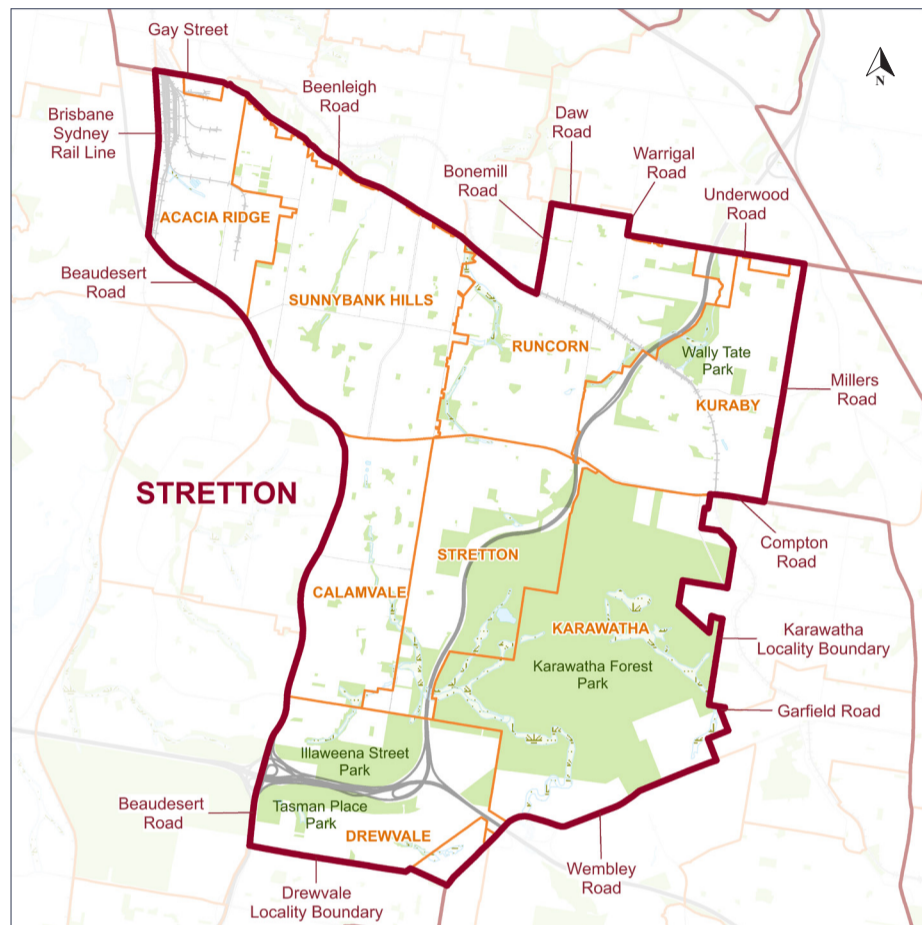 Gay Street
Beenleigh
Road
Brisbane
Sydney
Rail Line
Daw
Road
Bonemill
Road
Warrigal
Road
Underwood
Road
N
ACACIA RIDGE
Beaudesert
Road
SUNNYBANK HILLS
RUNCORN
Wally Tate
Park
KURABY
Millers
Road
STRETTON
STRETTON
Compton
Road
CALAMVALE
KARAWATHA
Karawatha
Locality Boundary
Karawatha Forest
Park
Garfield Road
Illaweena Street
Park
Beaudesert
Road
Tasman Place
Park
DREWVALE
Wembley
Road
Drewvale
Locality Boundary